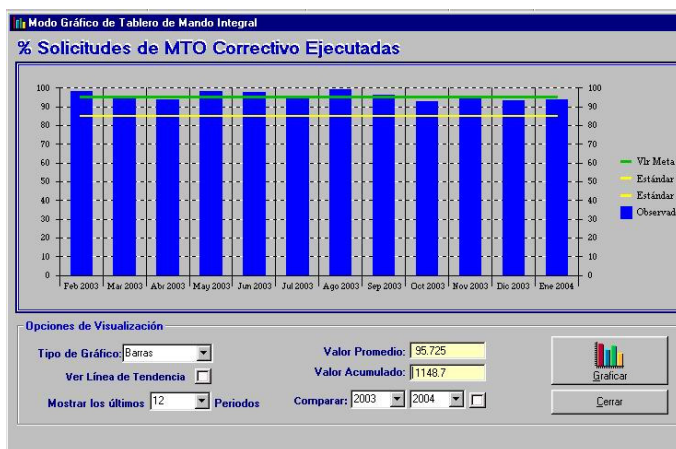 Modo Gráfico de Tablero de Mando Integral
% Solicitudes de MTO Correctivo Ejecutadas
100 100
90 90
80 80
70 70
60 60
50 50
40 40
30 30
20 20
10 10
0 0
Vlr Meta
Estándar
Estándar
Observad
Feb 2003 Mar 2003 Abr 2003 May 2003 Jun 2003 Jul 2003 Ago 2003 Sep 2003 Oct 2003 Nov 2003 Dic 2003 Ene 2004
Opciones de Visualización
Tipo de Gráfico: Barras
Valor Promedio: 95.725
Ver Línea de Tendencia
Valor Acumulado: 1148.7
Mostrar los últimos 12 Periodos
Comparar: 2003 2004
Graficar
Cerrar